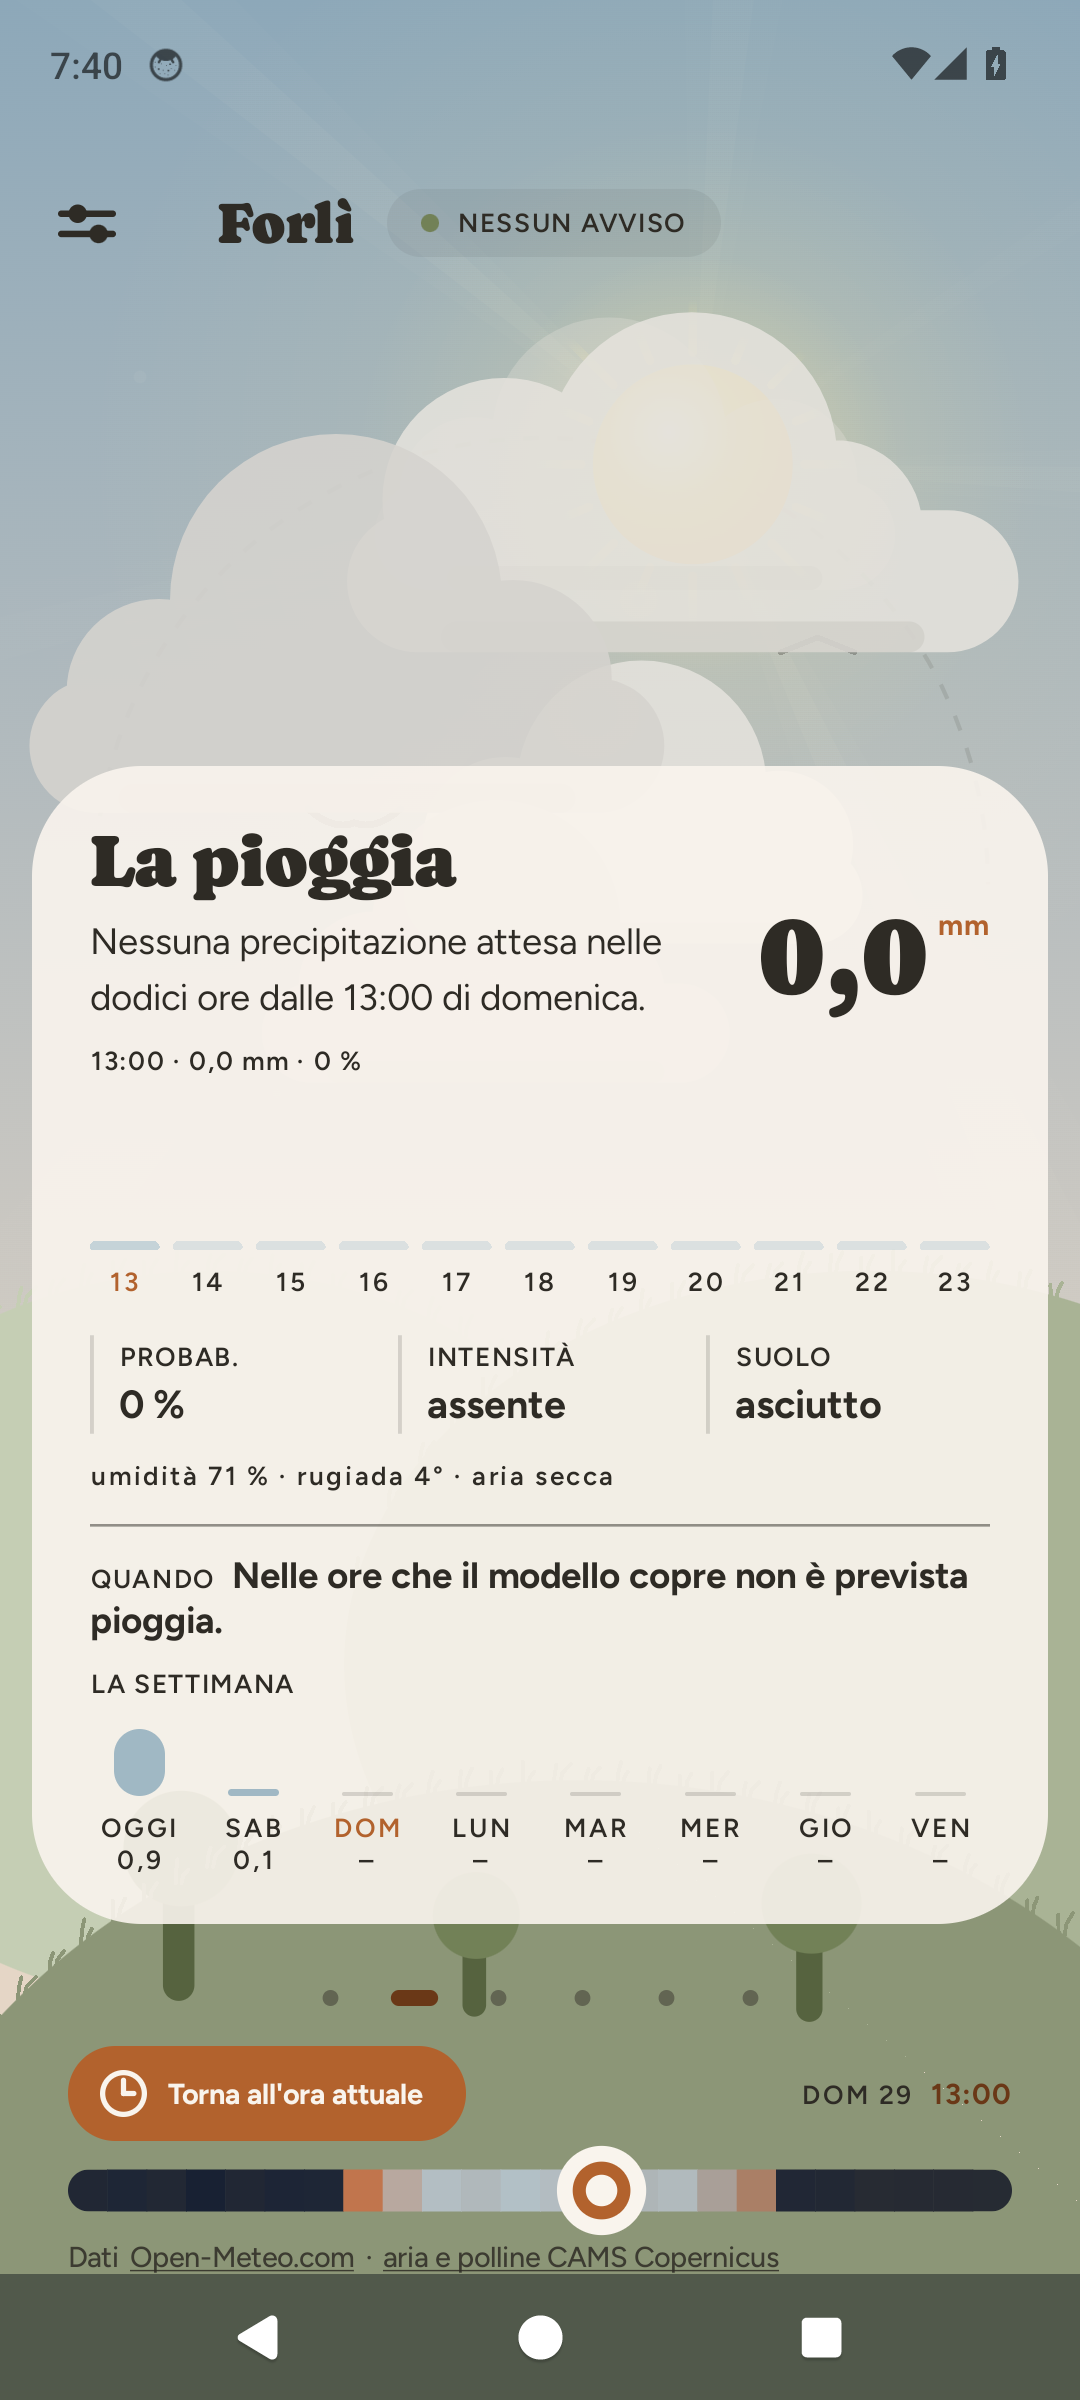 7:40
Forlì
NESSUN AVVISO
La pioggia
Nessuna precipitazione attesa nelle
dodici ore dalle 13:00 di domenica.
0,0 mm
13:00 · 0,0 mm · 0 %
13 14 15 16 17 18 19 20 21 22 23
PROBAB. INTENSITÀ SUOLO
0 % assente asciutto
umidità 71 % · rugiada 4° · aria secca
QUANDO Nelle ore che il modello copre non è prevista
pioggia.
LA SETTIMANA
OGGI SAB DOM LUN MAR MER GIO VEN
0,9 0,1 – – – – – –
Torna all'ora attuale
DOM 29 13:00
Dati Open-Meteo.com · aria e polline CAMS Copernicus